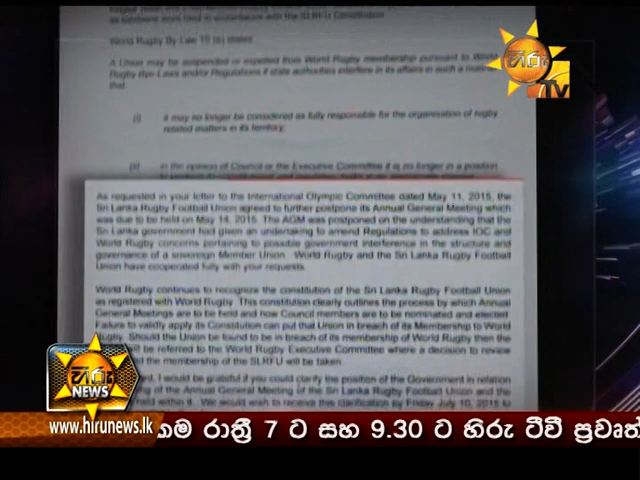 as solutions most held in accordance with the SLRFU Constitution
World Rugby By-Law 10 (e) states
A Union may be suspended or expelled from World Rugby membership pursuant to World
Rugby Bye-Laws and/or Regulations if state authorities interfere in its affairs in such a manner
that
(i) it may no longer be considered as fully responsible for the organisation of rugby
related matters in its territory;
(ii) in the opinion of Council or the Executive Committee it is no longer in a position
හිරු
TV
As requested in your letter to the International Olympic Committee dated May 11, 2015, the
Sri Lanka Rugby Football Union agreed to further postpone its Annual General Meeting which
was due to be held on May 14, 2015. The AGM was postponed on the understanding that the
Sri Lanka government had given an undertaking to amend Regulations to address IOC and
World Rugby concerns pertaining to possible government interference in the structure and
governance of a sovereign Member Union. World Rugby and the Sri Lanka Rugby Football
Union have cooperated fully with your requests.
World Rugby continues to recognize the constitution of the Sri Lanka Rugby Football Union
as registered with World Rugby. This constitution clearly outlines the process by which Annual
General Meetings are to be held and how Council members are to be nominated and elected.
Failure to validly apply its Constitution can put that Union in breach of its Membership to World
Rugby. Should the Union be found to be in breach of its membership of World Rugby then the
will be referred to the World Rugby Executive Committee where a decision to review
the membership of the SLRFU will be taken.
I would be grateful if you could clarify the position of the Government in relation
of the Annual General Meeting of the Sri Lanka Rugby Football Union and the
held within it. We would wish to receive this clarification by Friday July 10, 2015 to
හිරු
NEWS
www.hirunews.lk
කම රාත්‍රී 7 ට සහ 9.30 ට හිරු ටීවී ප්‍රවෘත්